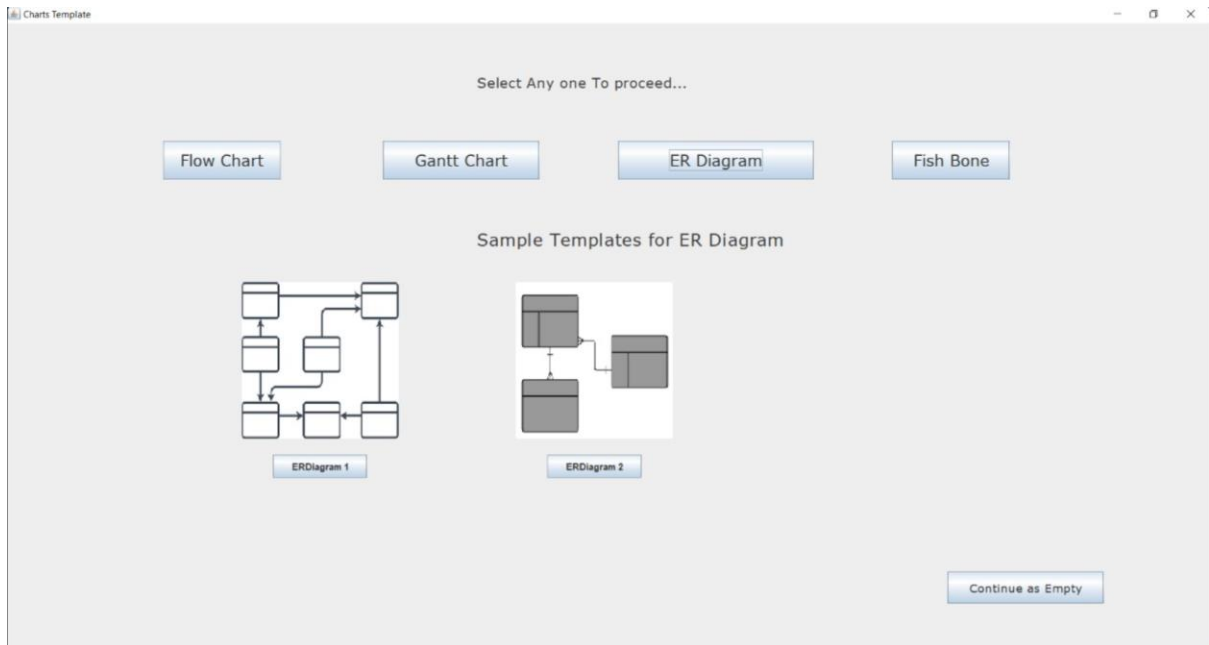 Charts Template
Select Any one To proceed...
Flow Chart
Gantt Chart
ER Diagram
Fish Bone
Sample Templates for ER Diagram
ERDiagram 1
ERDiagram 2
Continue as Empty